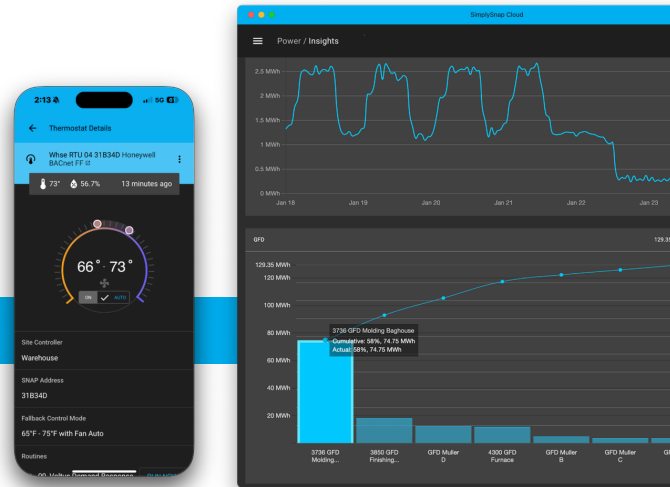 2:13
5G
Thermostat Details
Whse RTU 04 31B34D Honeywell
BACnet FF
73° 56.7% 13 minutes ago
66° 73°
ON AUTO
Site Controller
Warehouse
SNAP Address
31B34D
Fallback Control Mode
65°F - 75°F with Fan Auto
Routines
SimplySnap Cloud
Power / Insights
2.5 MWh
2 MWh
1.5 MWh
1 MWh
0.5 MWh
0 MWh
Jan 18 Jan 19 Jan 20 Jan 21 Jan 22 Jan 23
GFD 129.35
129.35 MWh
120 MWh
100 MWh
80 MWh
60 MWh
40 MWh
20 MWh
3736 GFD Molding Baghouse
Cumulative: 58%, 74.75 MWh
Actual: 58%, 74.75 MWh
3736 GFD
Molding...
3850 GFD
Finishing...
GFD Muller
D
4300 GFD
Furnace
GFD Muller
B
GFD Muller
C